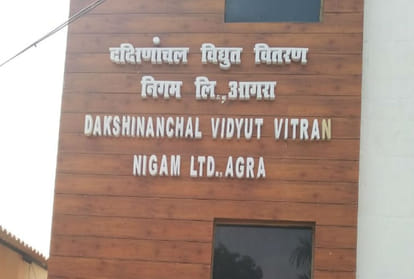 दक्षिणांचल विद्युत वितरण
निगम लि.,आगरा
DAKSHINANCHAL VIDYUT VITRAN
NIGAM LTD.,AGRA